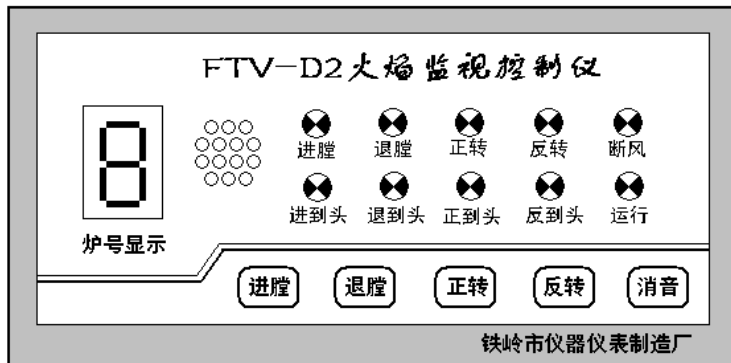 FTV-D2火焰监视控制仪
8
进膛 退膛 正转 反转 断风
进到头 退到头 正到头 反到头 运行
炉号显示
进膛 退膛 正转 反转 消音
铁岭市仪器仪表制造厂